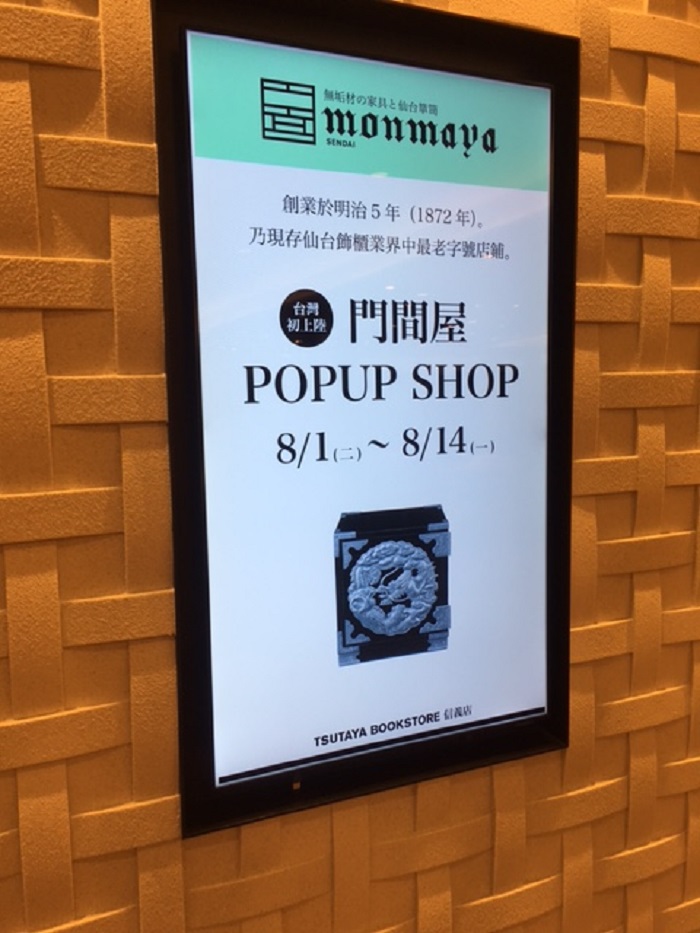 無垢材の家具と仙台箪笥
monmaya
SENDAI
創業於明治5年（1872年）。
乃現存仙台飾櫃業界中最老字號店鋪。
台灣
初上陸
門間屋
POPUP SHOP
8/1(二)～8/14(一)
TSUTAYA BOOKSTORE 信義店